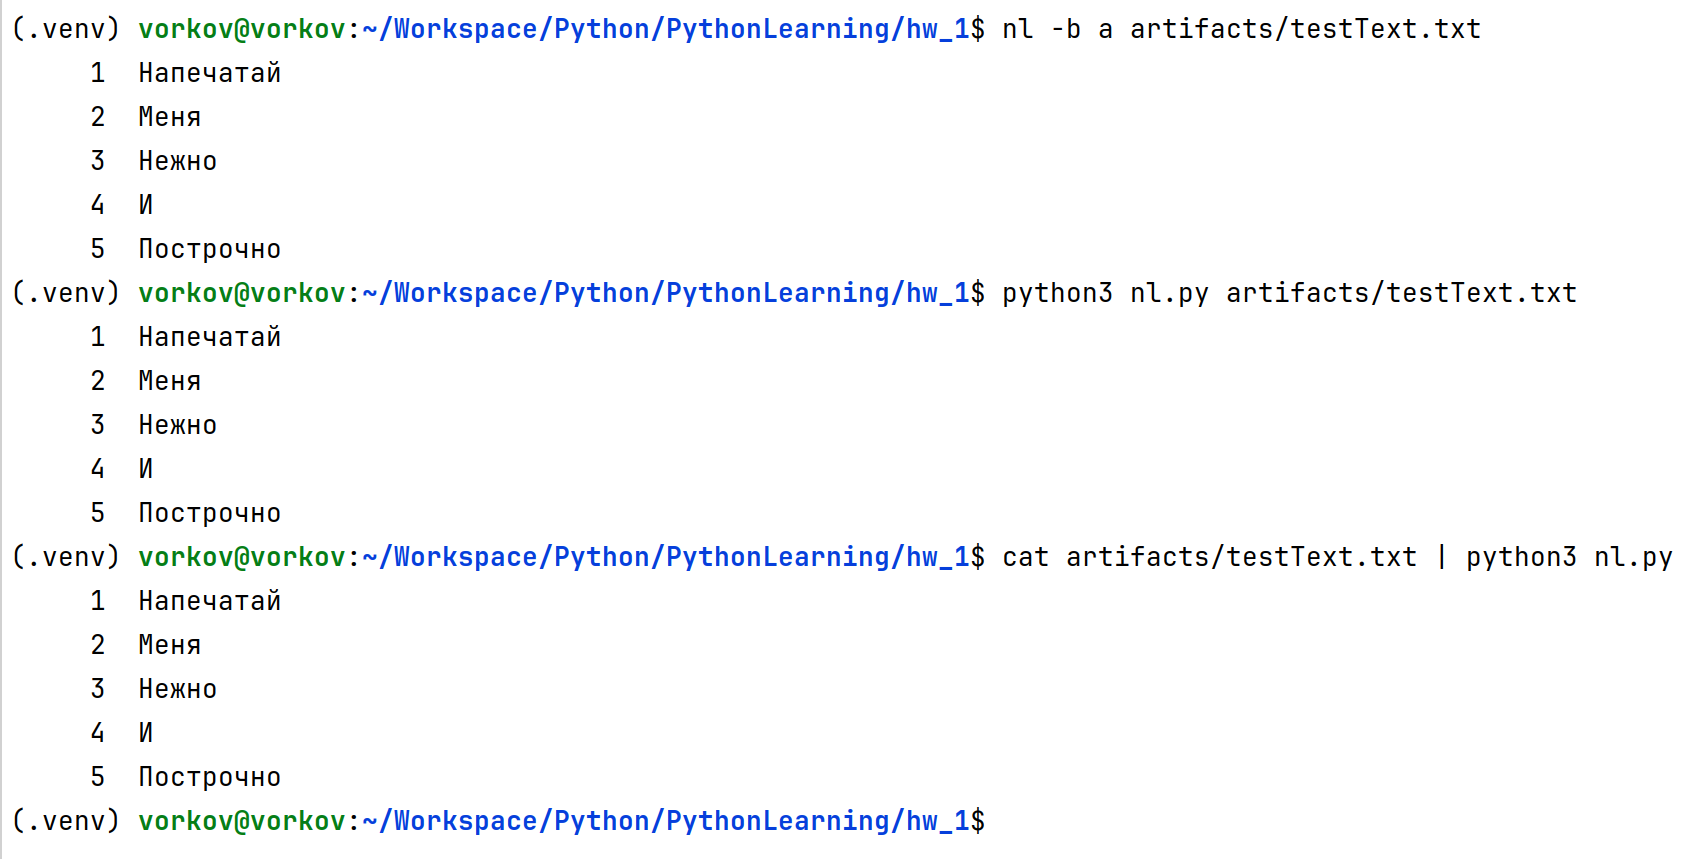 (.venv) vorkov@vorkov:~/Workspace/Python/PythonLearning/hw_1$ nl -b a artifacts/testText.txt
     1  Напечатай
     2  Меня
     3  Нежно
     4  И
     5  Построчно
(.venv) vorkov@vorkov:~/Workspace/Python/PythonLearning/hw_1$ python3 nl.py artifacts/testText.txt
     1  Напечатай
     2  Меня
     3  Нежно
     4  И
     5  Построчно
(.venv) vorkov@vorkov:~/Workspace/Python/PythonLearning/hw_1$ cat artifacts/testText.txt | python3 nl.py
     1  Напечатай
     2  Меня
     3  Нежно
     4  И
     5  Построчно
(.venv) vorkov@vorkov:~/Workspace/Python/PythonLearning/hw_1$